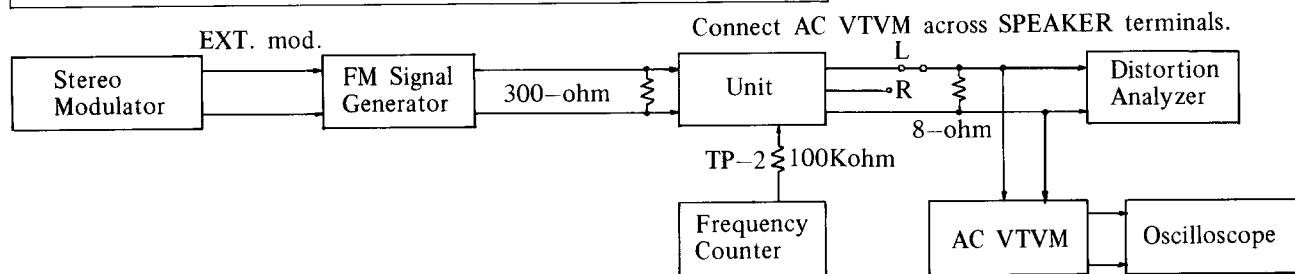 Connect AC VTVM across SPEAKER terminals.
EXT. mod.
Stereo
Modulator
FM Signal
Generator
300-ohm
Unit
L
R
8-ohm
Distortion
Analyzer
TP-2
100Kohm
Frequency
Counter
AC VTVM
Oscilloscope